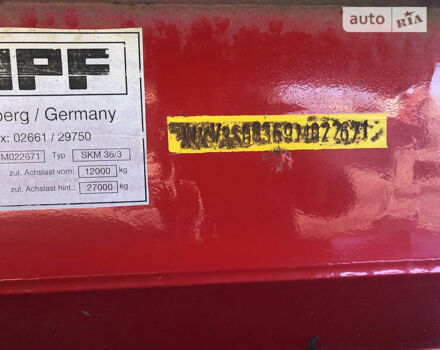 auto RIA
MPF
berg / Germany
x: 02661 / 29750
M022671 Typ SKM 36/3
zul. Achslast vorn: 12000 kg
zul. Achslast hint.: 27000 kg